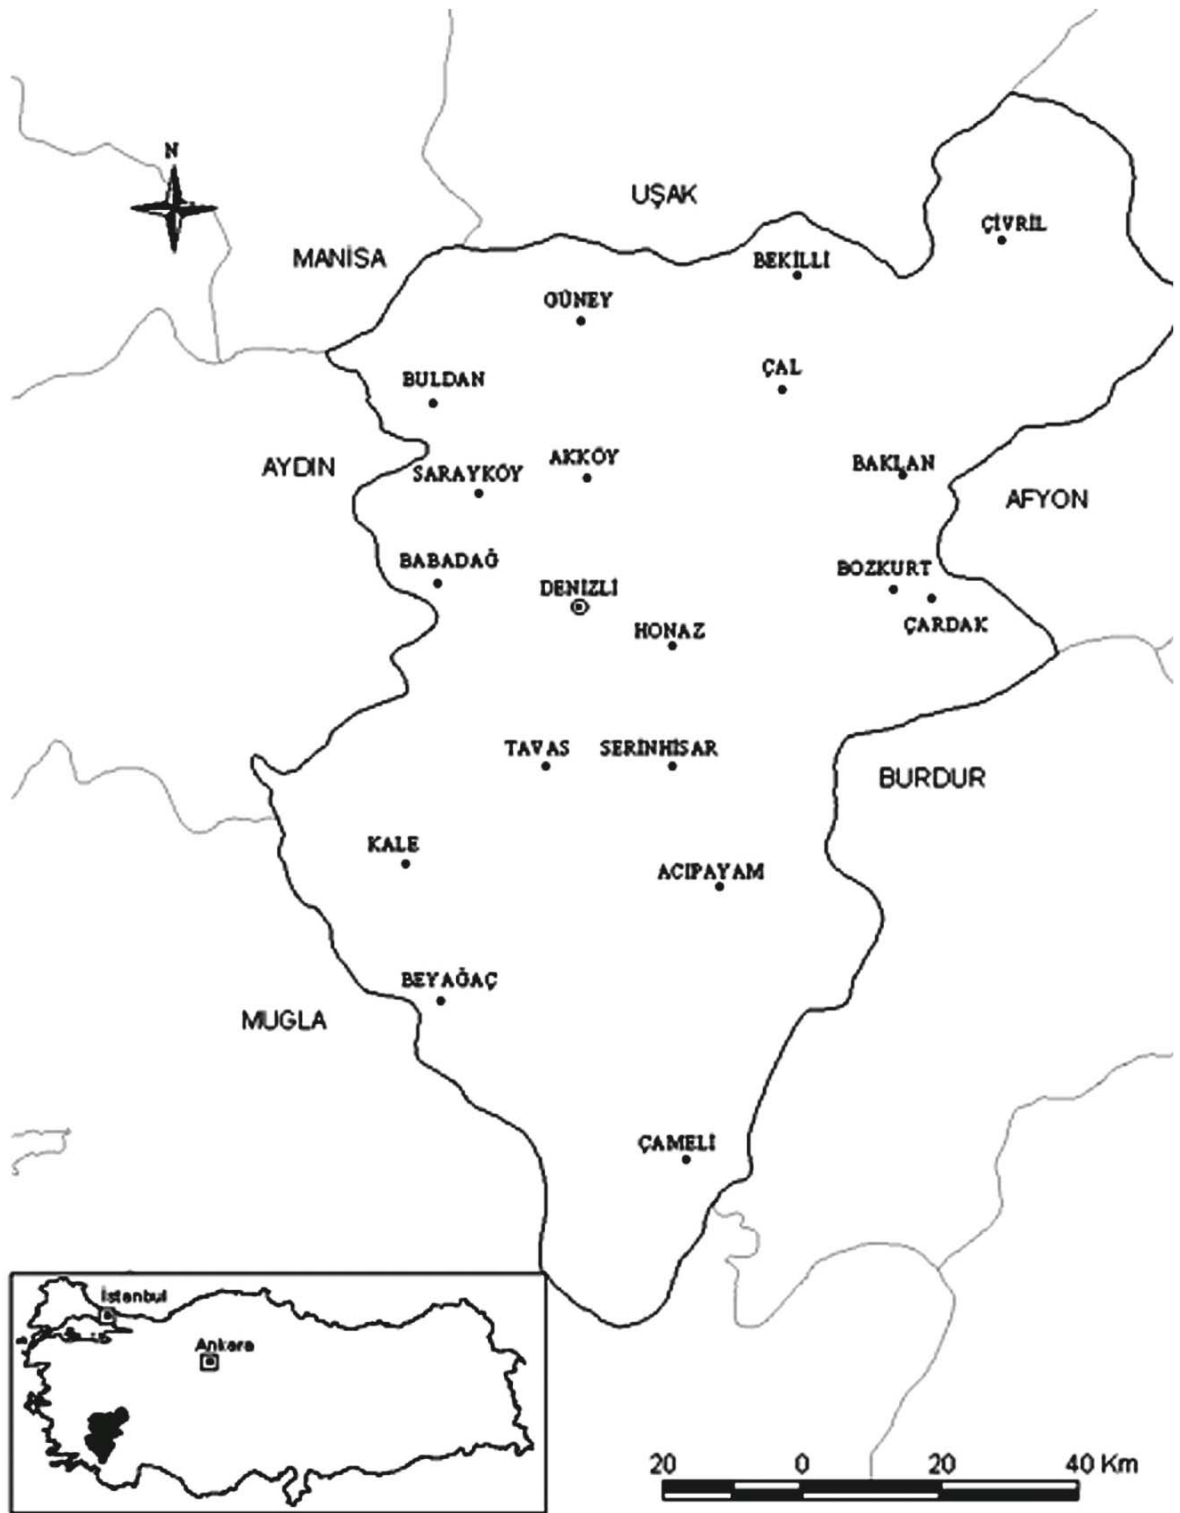 N
UŞAK
ÇİVRİL
MANİSA
BEKİLLİ
GÜNEY
ÇAL
BULDAN
AYDIN
AKKÖY
BAKLAN
SARAYKÖY
AFYON
BABADAĞ
BOZKURT
DENİZLİ
ÇARDAK
HONAZ
TAVAS
SERİNHİSAR
BURDUR
KALE
ACIPAYAM
BEYAĞAÇ
MUGLA
ÇAMELİ
İstanbul
Ankara
20 0 20 40 Km